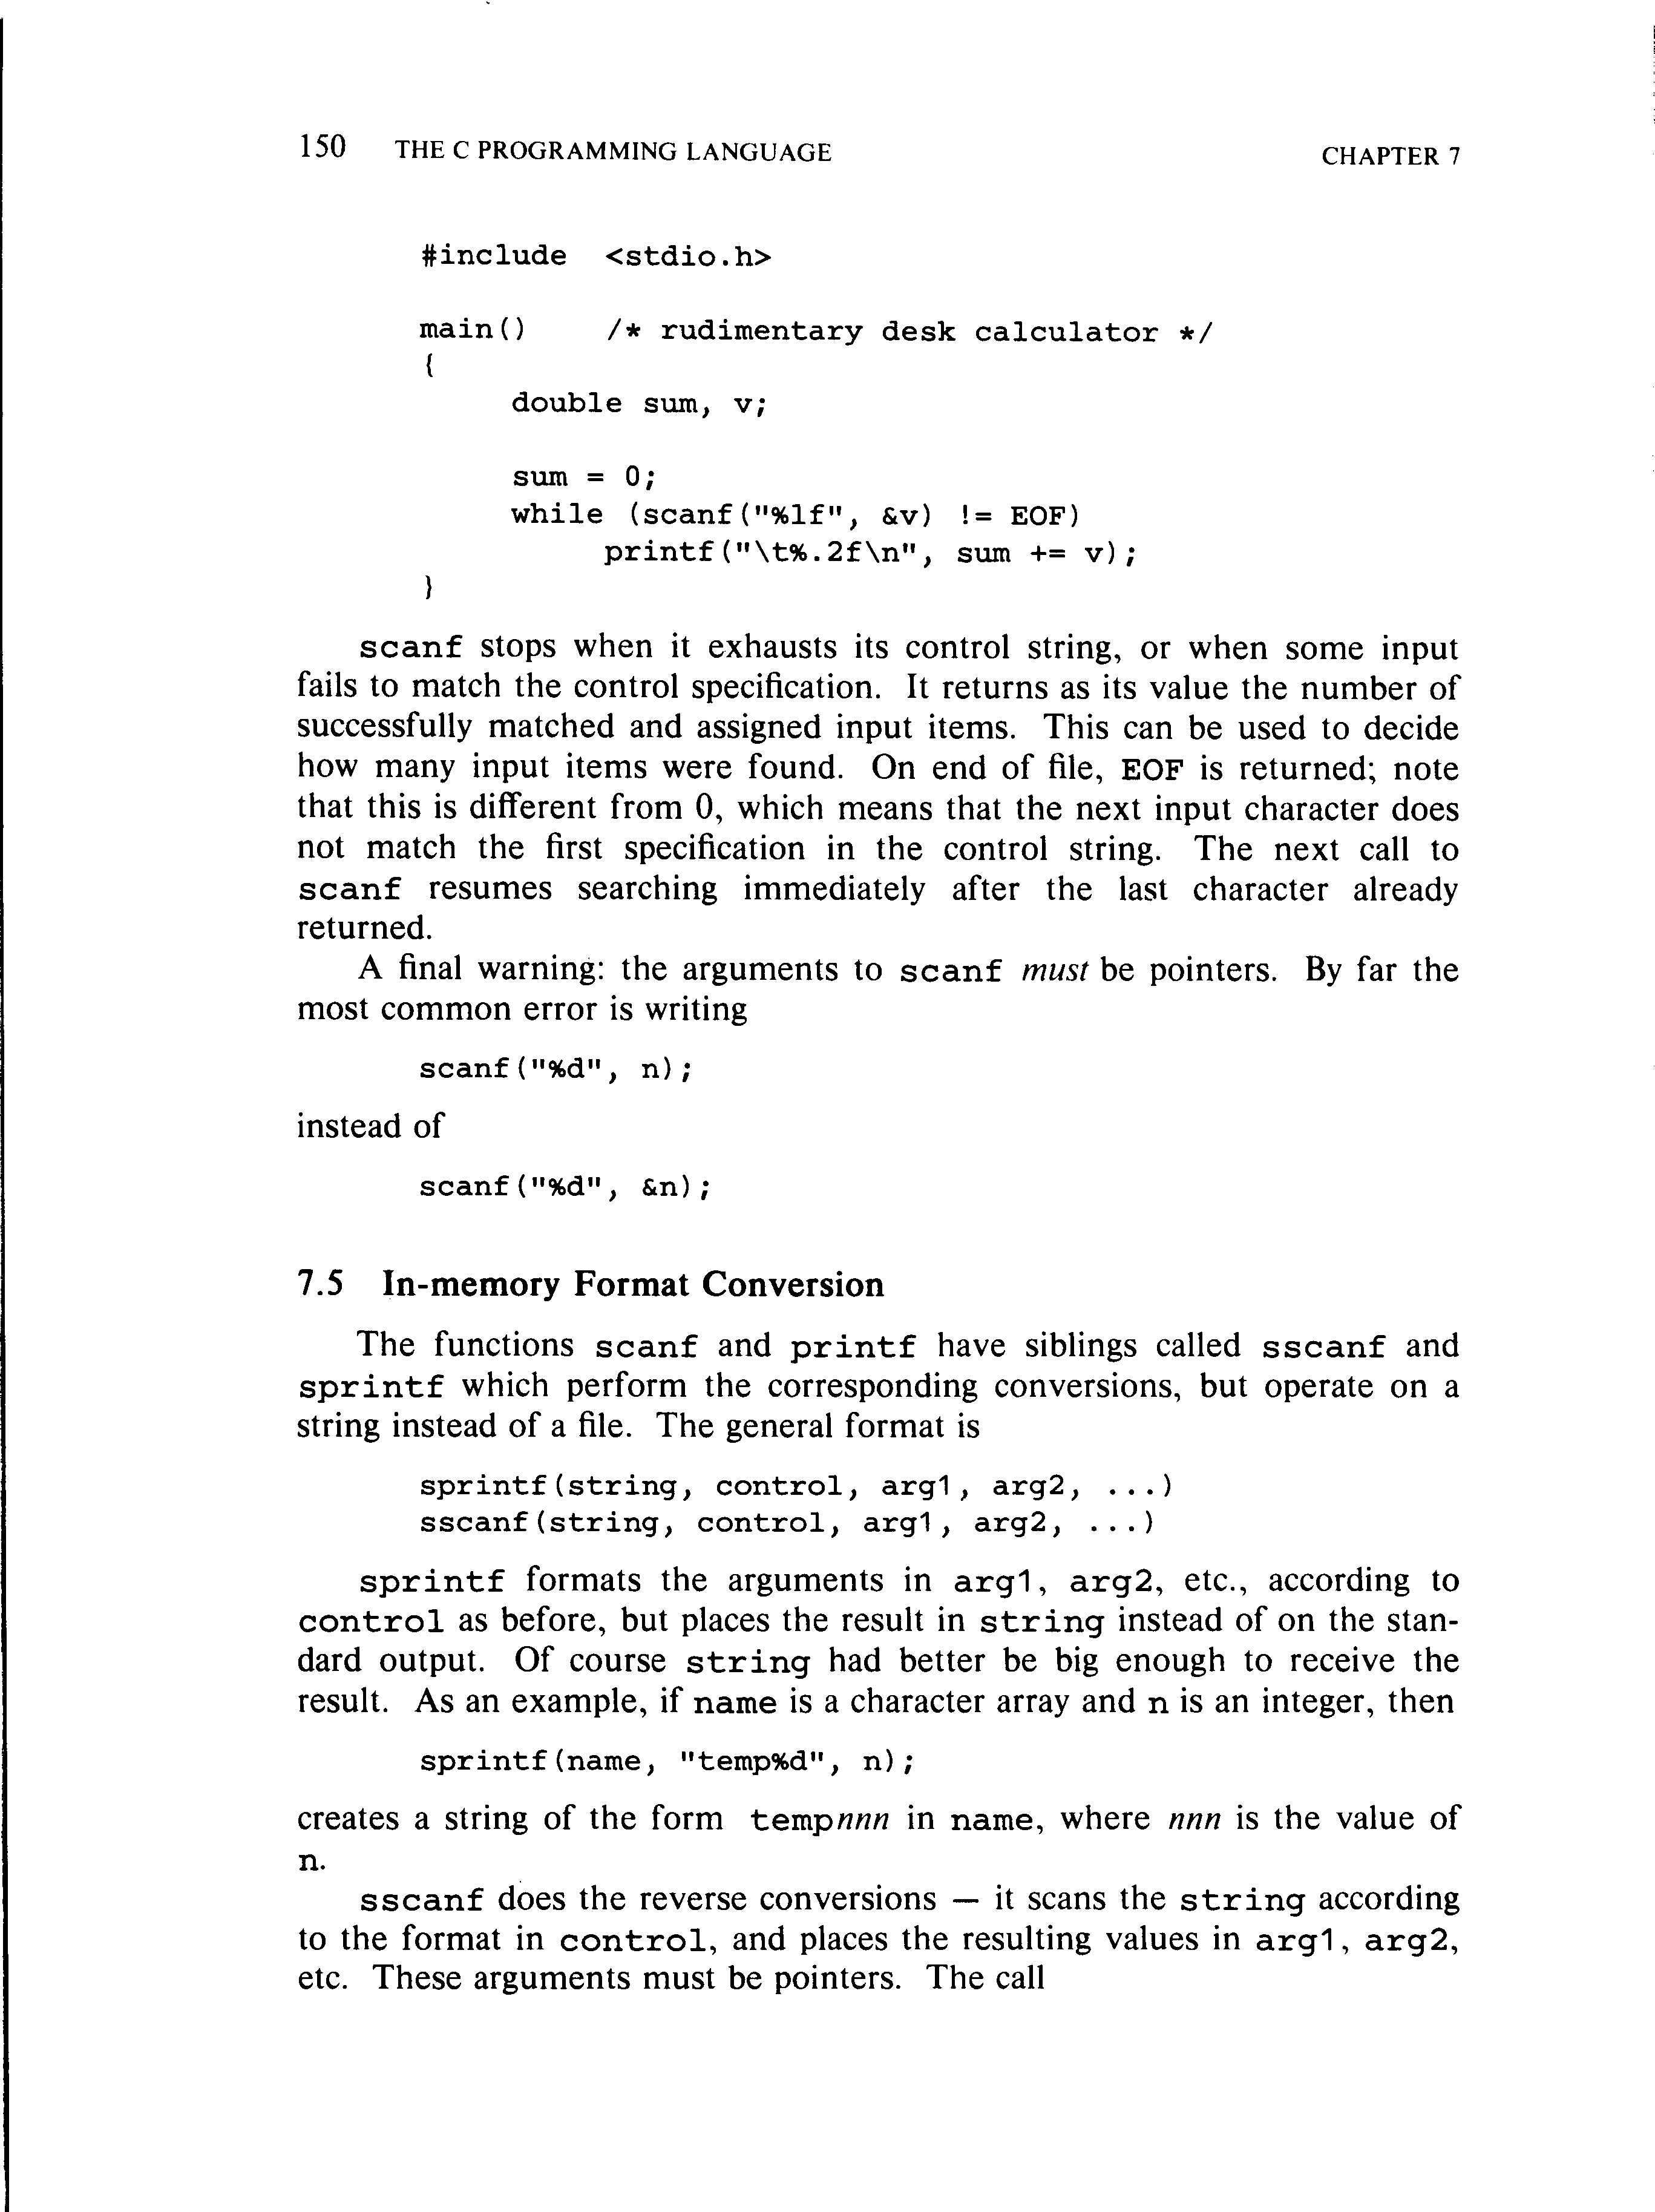 150 THE C PROGRAMMING LANGUAGE CHAPTER 7
#include <stdio.h>
main() /* rudimentary desk calculator */
{
double sum, v;
sum = 0;
while (scanf("%lf", &v) != EOF)
printf("\t%.2f\n", sum += v);
}
scanf stops when it exhausts its control string, or when some input
fails to match the control specification. It returns as its value the number of
successfully matched and assigned input items. This can be used to decide
how many input items were found. On end of file, EOF is returned; note
that this is different from 0, which means that the next input character does
not match the first specification in the control string. The next call to
scanf resumes searching immediately after the last character already
returned.
A final warning: the arguments to scanf must be pointers. By far the
most common error is writing
scanf("%d", n);
instead of
scanf("%d", &n);
7.5 In-memory Format Conversion
The functions scanf and printf have siblings called sscanf and
sprintf which perform the corresponding conversions, but operate on a
string instead of a file. The general format is
sprintf(string, control, arg1, arg2, ...)
sscanf(string, control, arg1, arg2, ...)
sprintf formats the arguments in arg1, arg2, etc., according to
control as before, but places the result in string instead of on the stan-
dard output. Of course string had better be big enough to receive the
result. As an example, if name is a character array and n is an integer, then
sprintf(name, "temp%d", n);
creates a string of the form tempnnn in name, where nnn is the value of
n.
sscanf does the reverse conversions — it scans the string according
to the format in control, and places the resulting values in arg1, arg2,
etc. These arguments must be pointers. The call